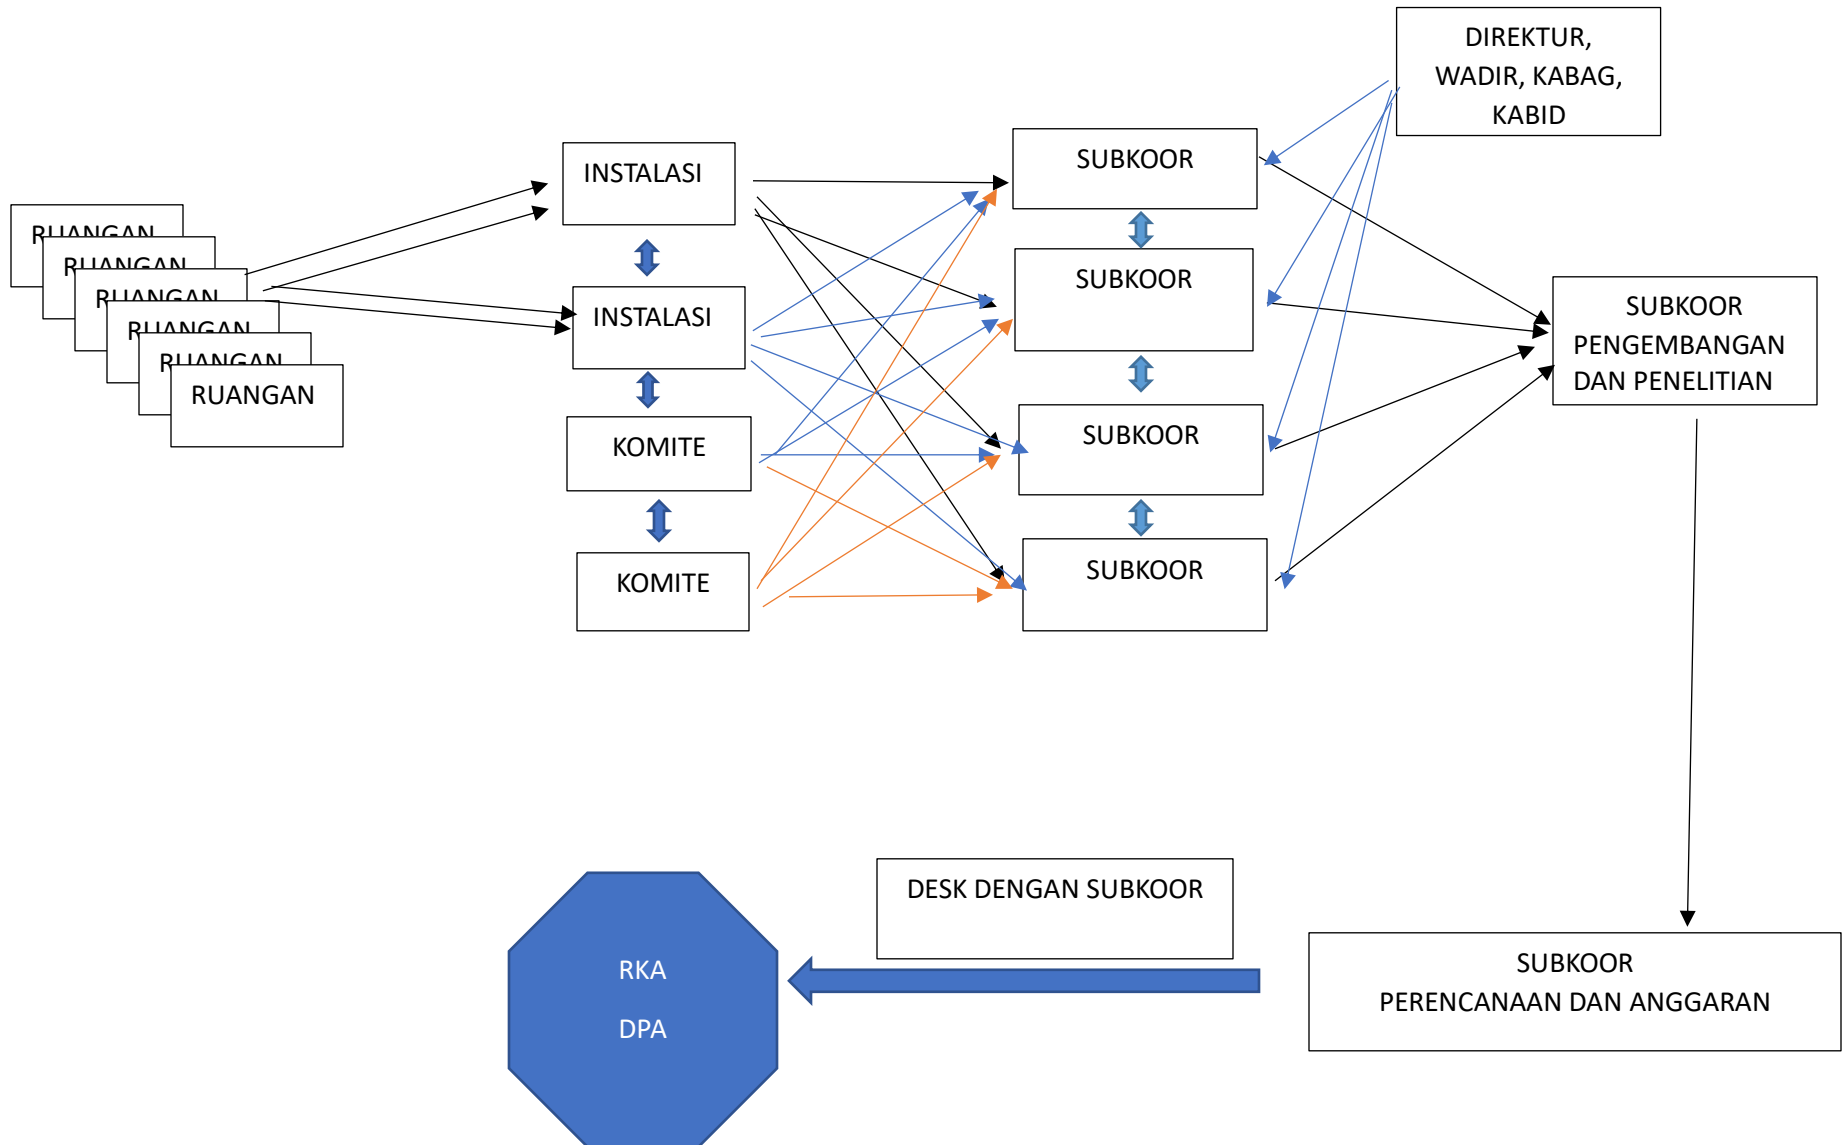 DIREKTUR,
WADIR, KABAG,
KABID
INSTALASI
SUBKOOR
RUANGAN
RUANGAN
RUANGAN
RUANGAN
RUANGAN
RUANGAN
INSTALASI
SUBKOOR
SUBKOOR
PENGEMBANGAN
DAN PENELITIAN
KOMITE
SUBKOOR
KOMITE
SUBKOOR
DESK DENGAN SUBKOOR
SUBKOOR
PERENCANAAN DAN ANGGARAN
RKA
DPA